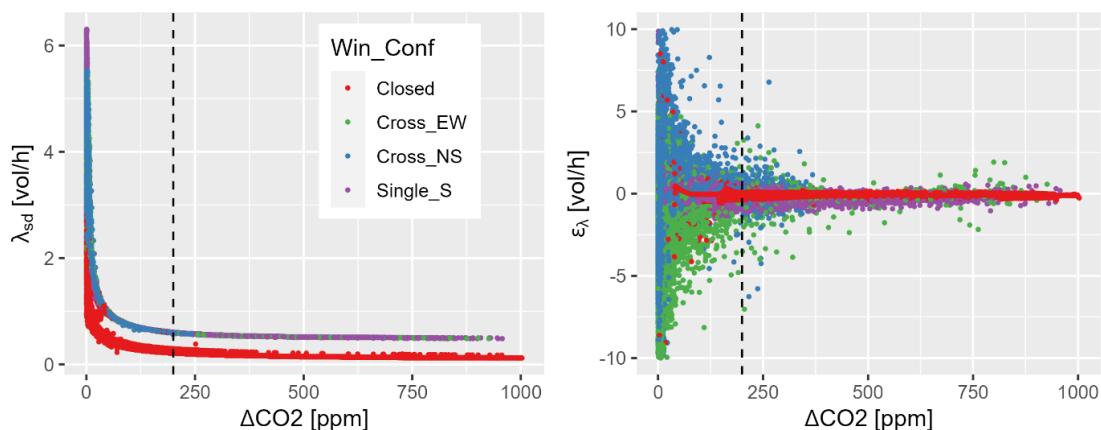 6
4
2
0
λsd [vol/h]
0
250
500
750
1000
ΔCO2 [ppm]
Win_Conf
Closed
Cross_EW
Cross_NS
Single_S
10
5
0
-5
-10
ελ [vol/h]
0
250
500
750
1000
ΔCO2 [ppm]